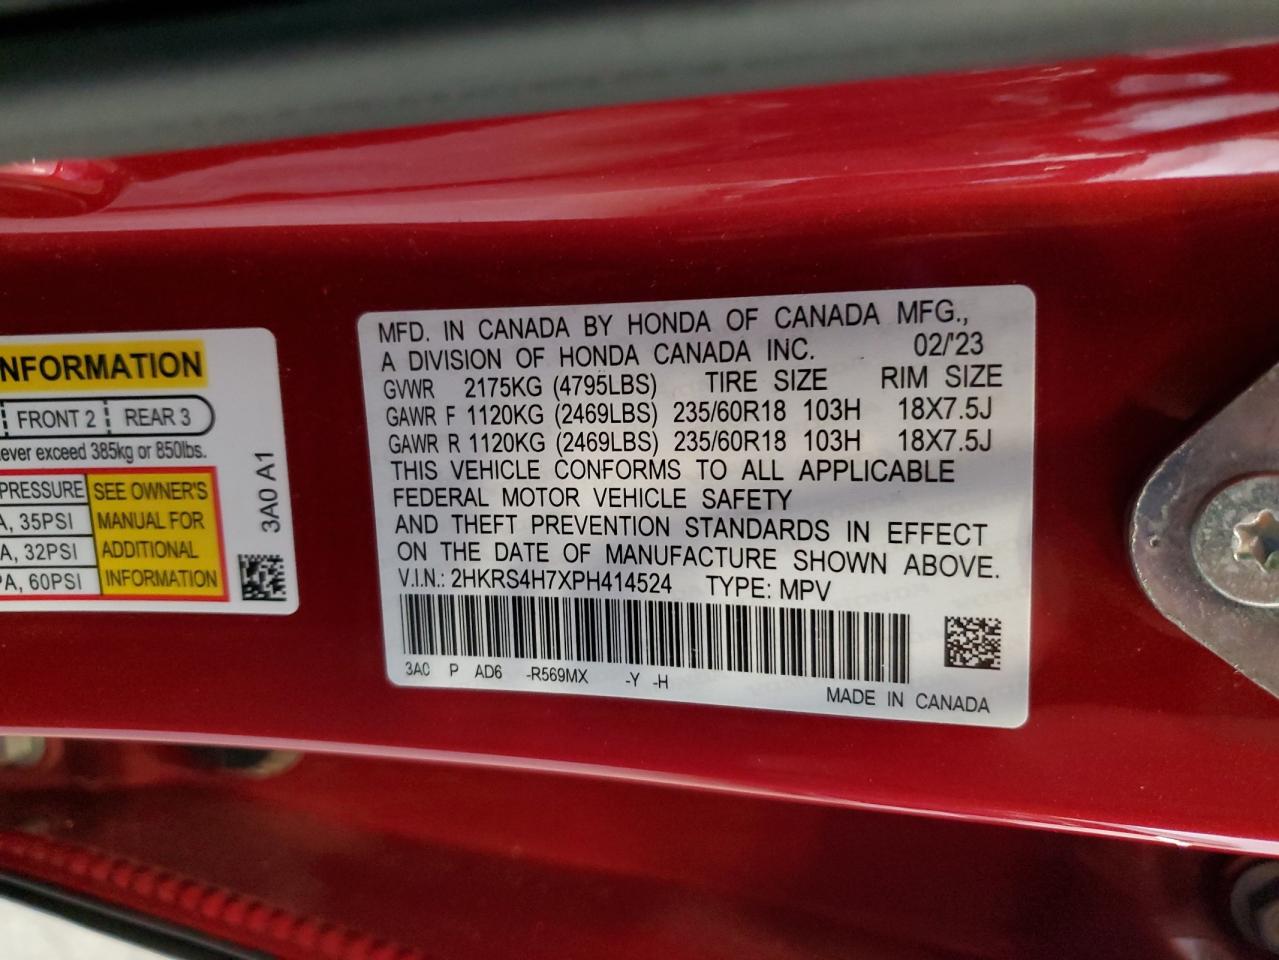 NFORMATION
FRONT 2 REAR 3
ever exceed 385kg or 850lbs.
PRESSURE SEE OWNER'S
A, 35PSI MANUAL FOR
A, 32PSI ADDITIONAL
PA, 60PSI INFORMATION
3A0 A1
MFD. IN CANADA BY HONDA OF CANADA MFG.,
A DIVISION OF HONDA CANADA INC. 02/'23
GVWR 2175KG (4795LBS) TIRE SIZE RIM SIZE
GAWR F 1120KG (2469LBS) 235/60R18 103H 18X7.5J
GAWR R 1120KG (2469LBS) 235/60R18 103H 18X7.5J
THIS VEHICLE CONFORMS TO ALL APPLICABLE
FEDERAL MOTOR VEHICLE SAFETY
AND THEFT PREVENTION STANDARDS IN EFFECT
ON THE DATE OF MANUFACTURE SHOWN ABOVE.
V.I.N.: 2HKRS4H7XPH414524 TYPE: MPV
3AC P AD6 -R569MX -Y -H
MADE IN CANADA